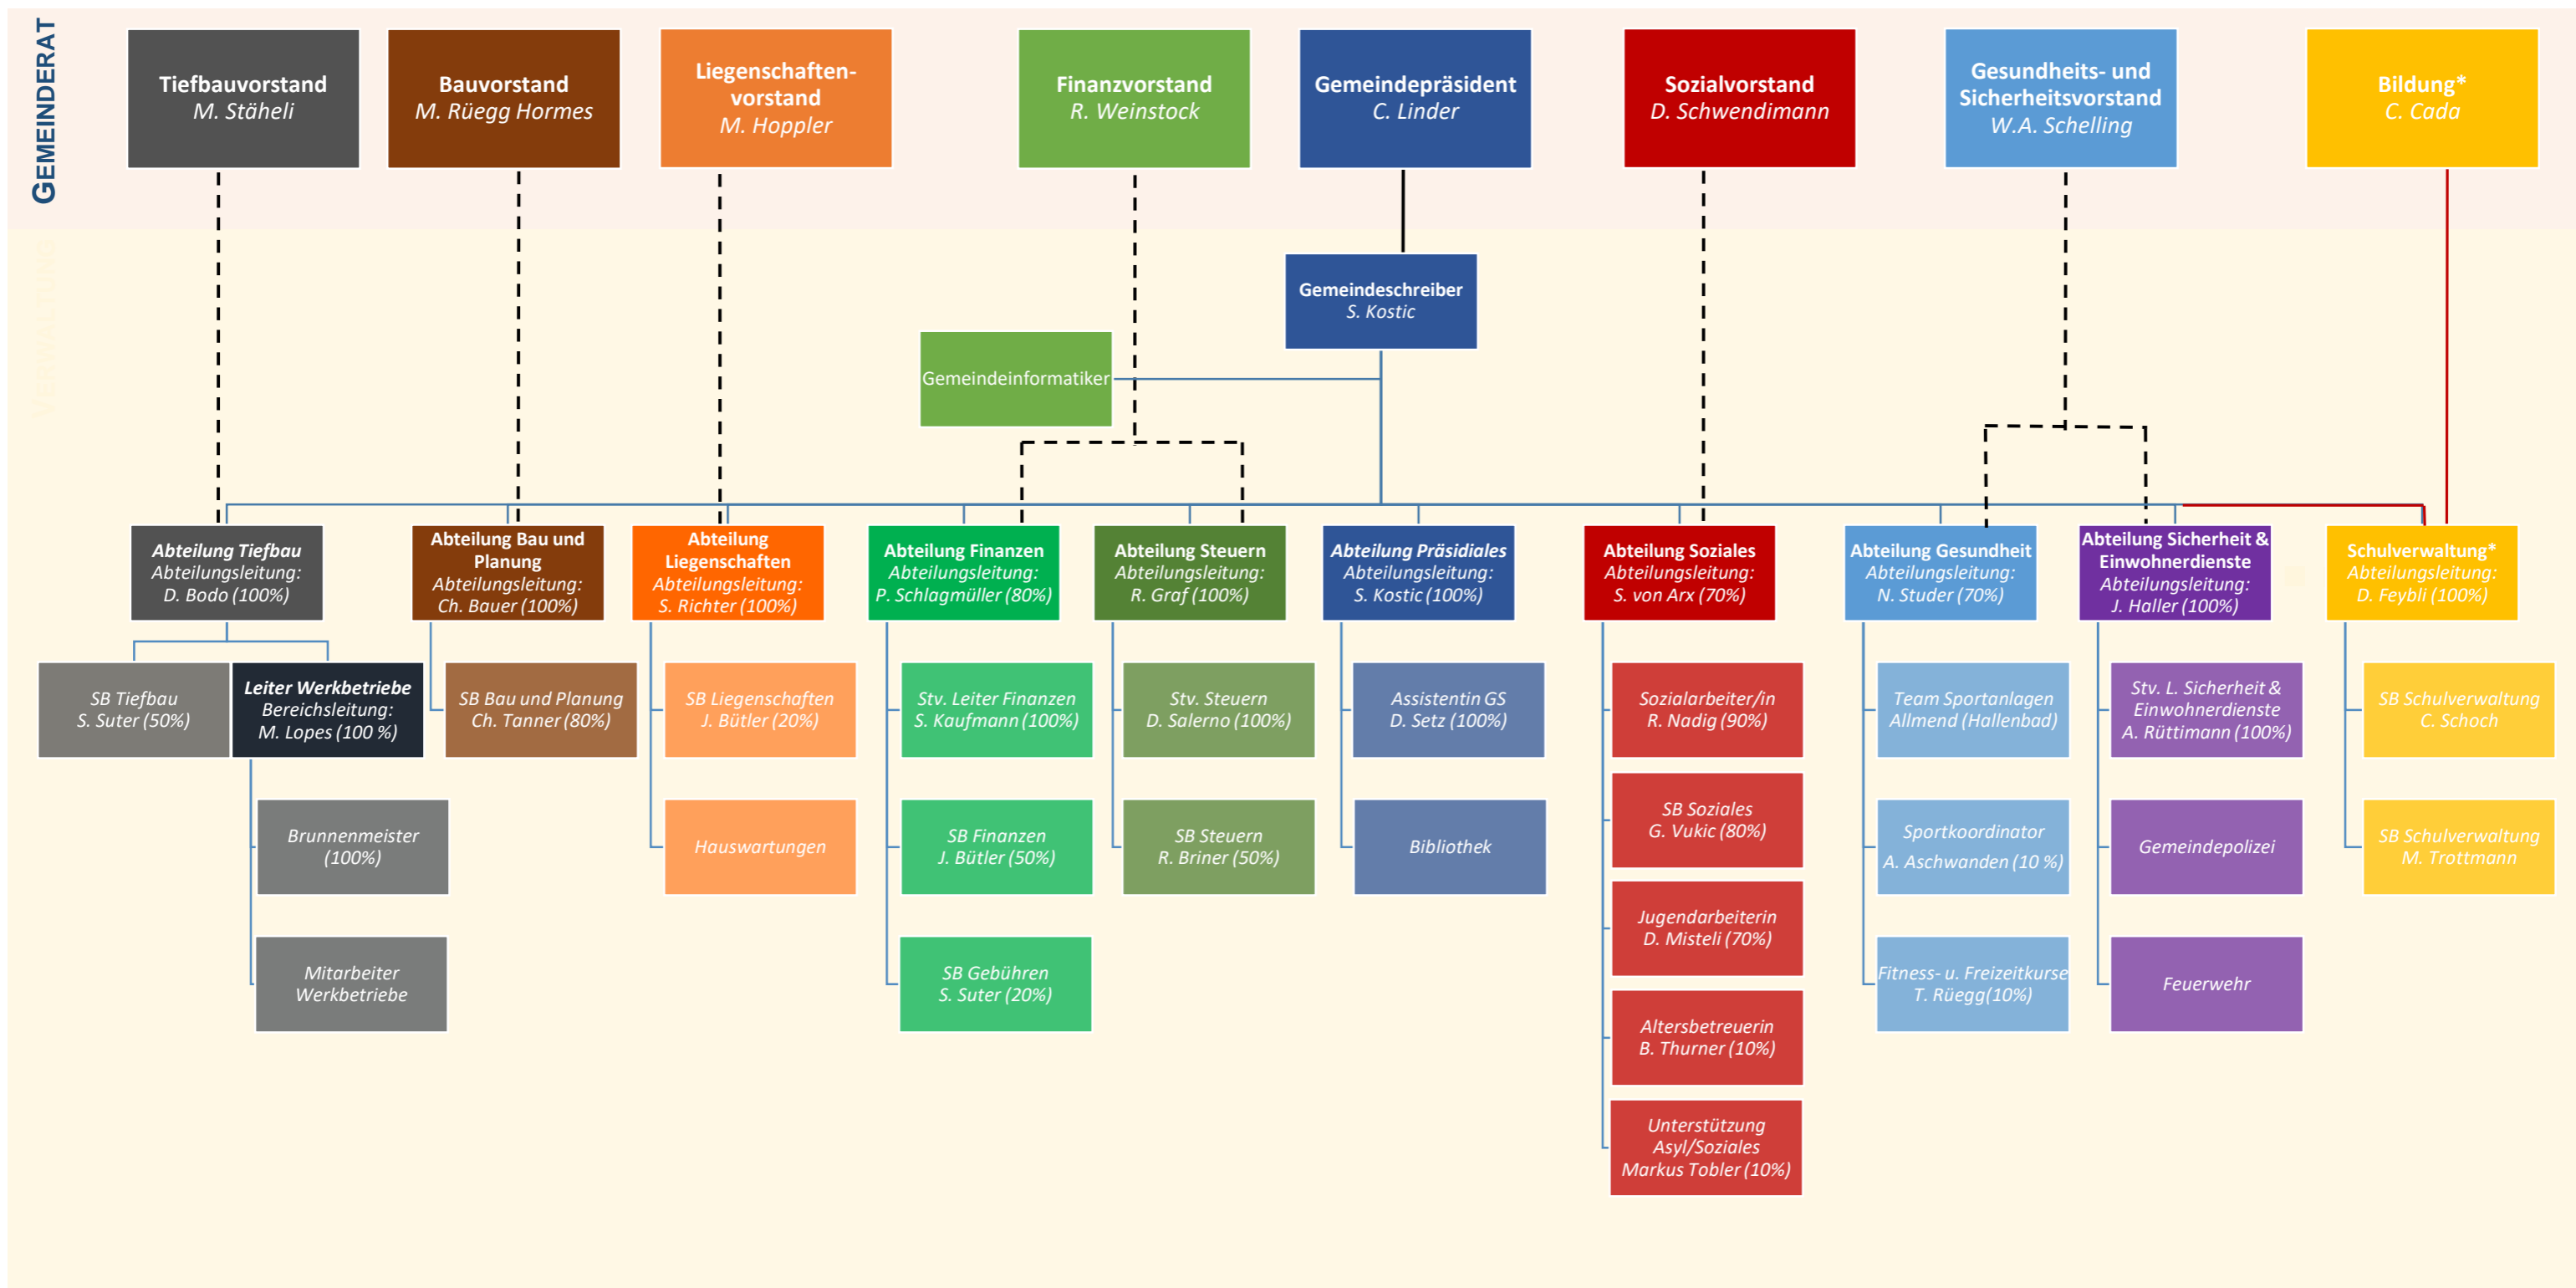 GEMEINDERAT
Tiefbauvorstand
M. Stäheli
Bauvorstand
M. Rüegg Hormes
Liegenschaften-
vorstand
M. Hoppler
Finanzvorstand
R. Weinstock
Gemeindepräsident
C. Linder
Sozialvorstand
D. Schwendimann
Gesundheits- und
Sicherheitsvorstand
W.A. Schelling
Bildung*
C. Cada
VERWALTUNG
Gemeindeschreiber
S. Kostic
Gemeindeinformatiker
Abteilung Tiefbau
Abteilungsleitung:
D. Bodo (100%)
Abteilung Bau und
Planung
Abteilungsleitung:
Ch. Bauer (100%)
Abteilung
Liegenschaften
Abteilungsleitung:
S. Richter (100%)
Abteilung Finanzen
Abteilungsleitung:
P. Schlagmüller (80%)
Abteilung Steuern
Abteilungsleitung:
R. Graf (100%)
Abteilung Präsidiales
Abteilungsleitung:
S. Kostic (100%)
Abteilung Soziales
Abteilungsleitung:
S. von Arx (70%)
Abteilung Gesundheit
Abteilungsleitung:
N. Studer (70%)
Abteilung Sicherheit &
Einwohnerdienste
Abteilungsleitung:
J. Haller (100%)
Schulverwaltung*
Abteilungsleitung:
D. Feybli (100%)
SB Tiefbau
S. Suter (50%)
Leiter Werkbetriebe
Bereichsleitung:
M. Lopes (100 %)
SB Bau und Planung
Ch. Tanner (80%)
SB Liegenschaften
J. Bütler (20%)
Stv. Leiter Finanzen
S. Kaufmann (100%)
Stv. Steuern
D. Salerno (100%)
Assistentin GS
D. Setz (100%)
Sozialarbeiter/in
R. Nadig (90%)
Team Sportanlagen
Allmend (Hallenbad)
Stv. L. Sicherheit &
Einwohnerdienste
A. Rüttimann (100%)
SB Schulverwaltung
C. Schoch
Brunnenmeister
(100%)
Hauswartungen
SB Finanzen
J. Bütler (50%)
SB Steuern
R. Briner (50%)
Bibliothek
SB Soziales
G. Vukic (80%)
Sportkoordinator
A. Aschwanden (10 %)
Gemeindepolizei
SB Schulverwaltung
M. Trottmann
Mitarbeiter
Werkbetriebe
SB Gebühren
S. Suter (20%)
Jugendarbeiterin
D. Misteli (70%)
Fitness- u. Freizeitkurse
T. Rüegg(10%)
Feuerwehr
Altersbetreuerin
B. Thurner (10%)
Unterstützung
Asyl/Soziales
Markus Tobler (10%)